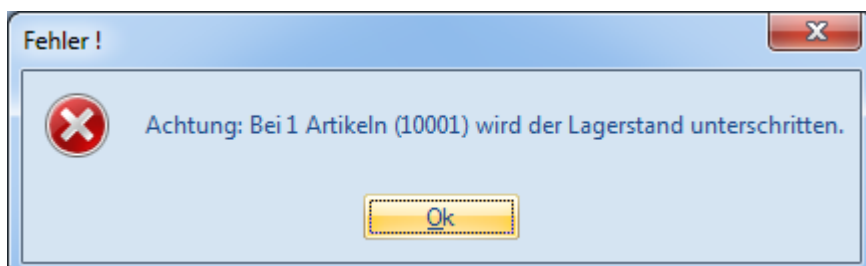 Fehler !
Achtung: Bei 1 Artikeln (10001) wird der Lagerstand unterschritten.
Ok